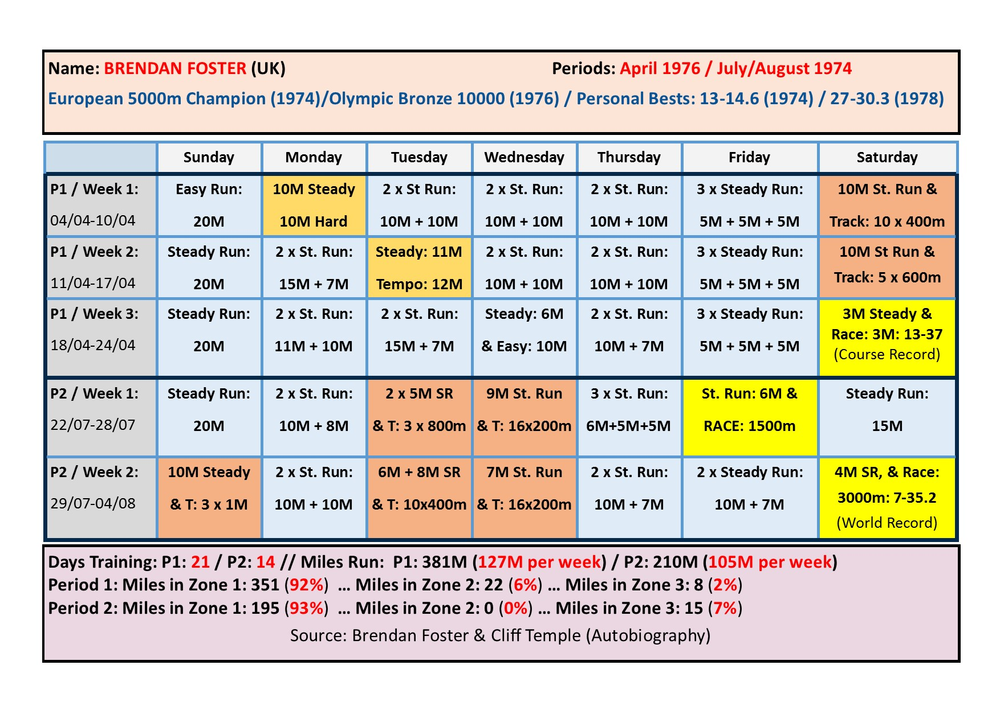 Name: BRENDAN FOSTER (UK) Periods: April 1976 / July/August 1974
European 5000m Champion (1974)/Olympic Bronze 10000 (1976) / Personal Bests: 13-14.6 (1974) / 27-30.3 (1978)
Sunday Monday Tuesday Wednesday Thursday Friday Saturday
P1 / Week 1: Easy Run: 10M Steady 2 x St Run: 2 x St. Run: 2 x St. Run: 3 x Steady Run: 10M St. Run &
04/04-10/04 20M 10M Hard 10M + 10M 10M + 10M 10M + 10M 5M + 5M + 5M Track: 10 x 400m
P1 / Week 2: Steady Run: 2 x St. Run: Steady: 11M 2 x St. Run: 2 x St. Run: 3 x Steady Run: 10M St Run &
11/04-17/04 20M 15M + 7M Tempo: 12M 10M + 10M 10M + 10M 5M + 5M + 5M Track: 5 x 600m
P1 / Week 3: Steady Run: 2 x St. Run: 2 x St. Run: Steady: 6M 2 x St. Run: 3 x Steady Run: 3M Steady &
Race: 3M: 13-37
18/04-24/04 20M 11M + 10M 15M + 7M & Easy: 10M 10M + 7M 5M + 5M + 5M (Course Record)
P2 / Week 1: Steady Run: 2 x St. Run: 2 x 5M SR 9M St. Run 3 x St. Run: St. Run: 6M & Steady Run:
22/07-28/07 20M 10M + 8M & T: 3 x 800m & T: 16x200m 6M+5M+5M RACE: 1500m 15M
P2 / Week 2: 10M Steady 2 x St. Run: 6M + 8M SR 7M St. Run 2 x St. Run: 2 x Steady Run: 4M SR, & Race:
29/07-04/08 & T: 3 x 1M 10M + 10M & T: 10x400m & T: 16x200m 10M + 7M 10M + 7M 3000m: 7-35.2
(World Record)
Days Training: P1: 21 / P2: 14 // Miles Run: P1: 381M (127M per week) / P2: 210M (105M per week)
Period 1: Miles in Zone 1: 351 (92%) ... Miles in Zone 2: 22 (6%) ... Miles in Zone 3: 8 (2%)
Period 2: Miles in Zone 1: 195 (93%) ... Miles in Zone 2: 0 (0%) ... Miles in Zone 3: 15 (7%)
Source: Brendan Foster & Cliff Temple (Autobiography)